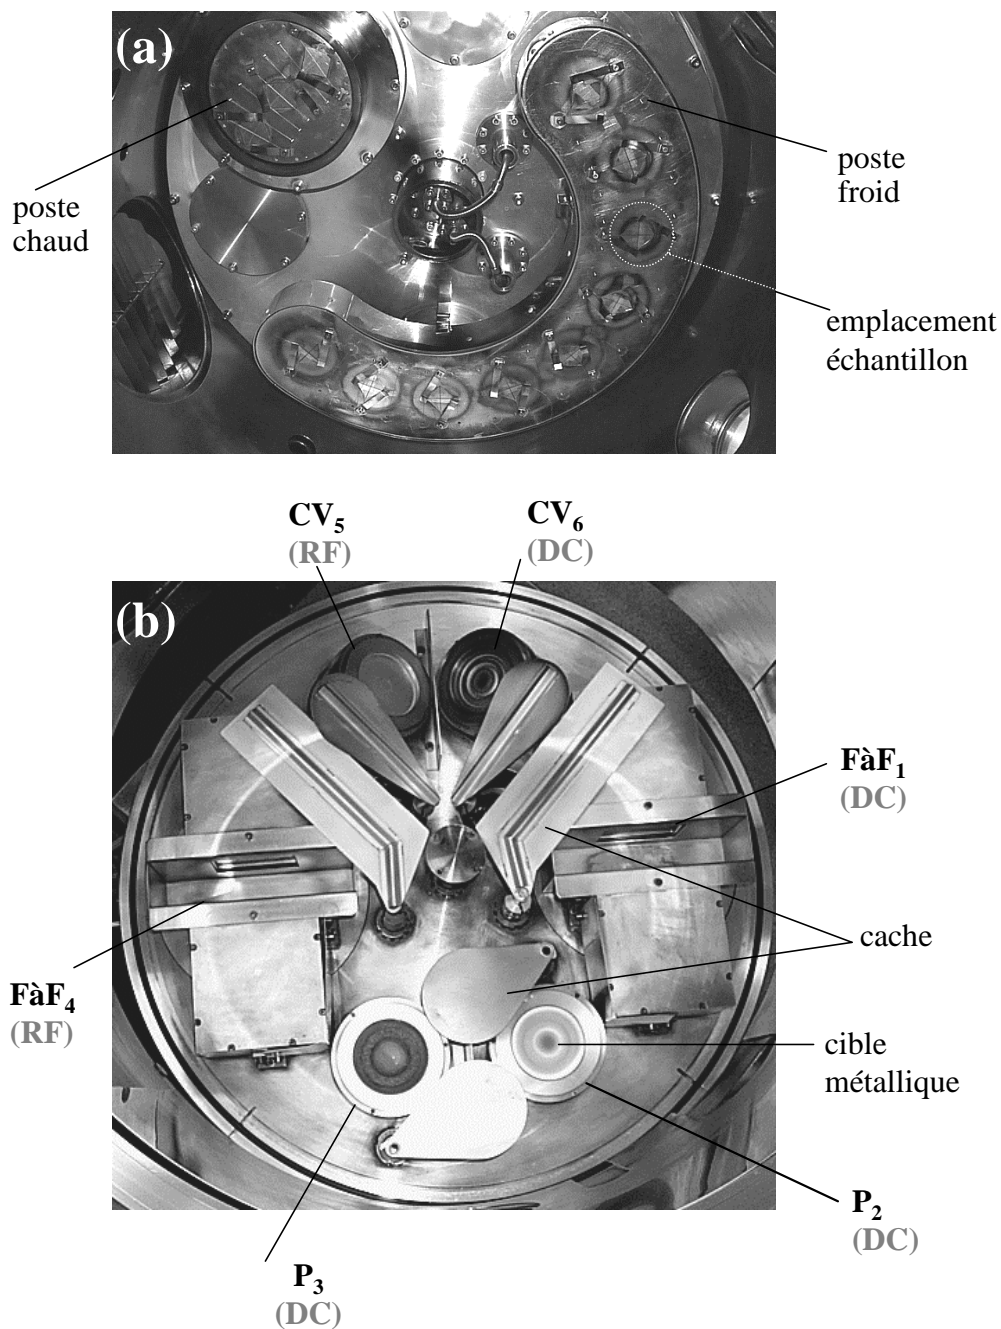 (a)
poste
chaud
poste
froid
emplacement
échantillon
CV5
(RF)
CV6
(DC)
(b)
FàF1
(DC)
cache
FàF4
(RF)
cible
métallique
P2
(DC)
P3
(DC)